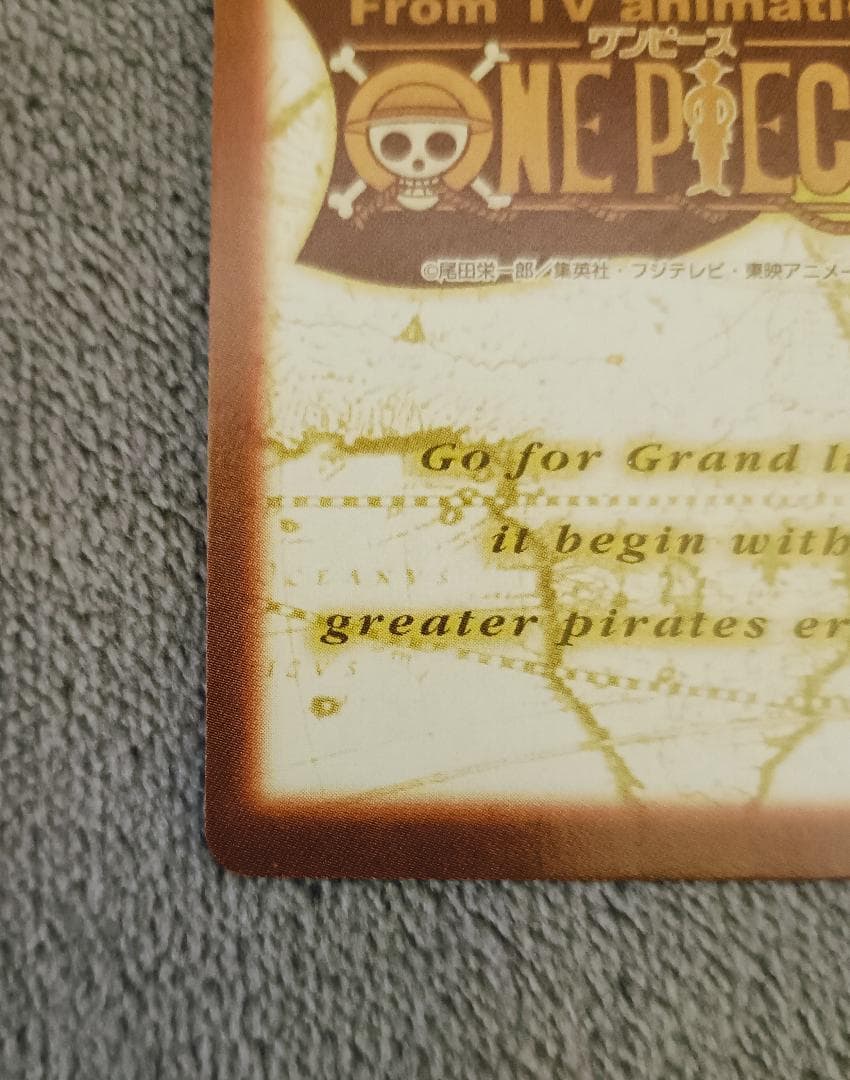 From TV animati
ワンピース
ONE PIEC
©尾田栄一郎／集英社・フジテレビ・東映アニメー
Go for Grand li
it begin with
greater pirates er